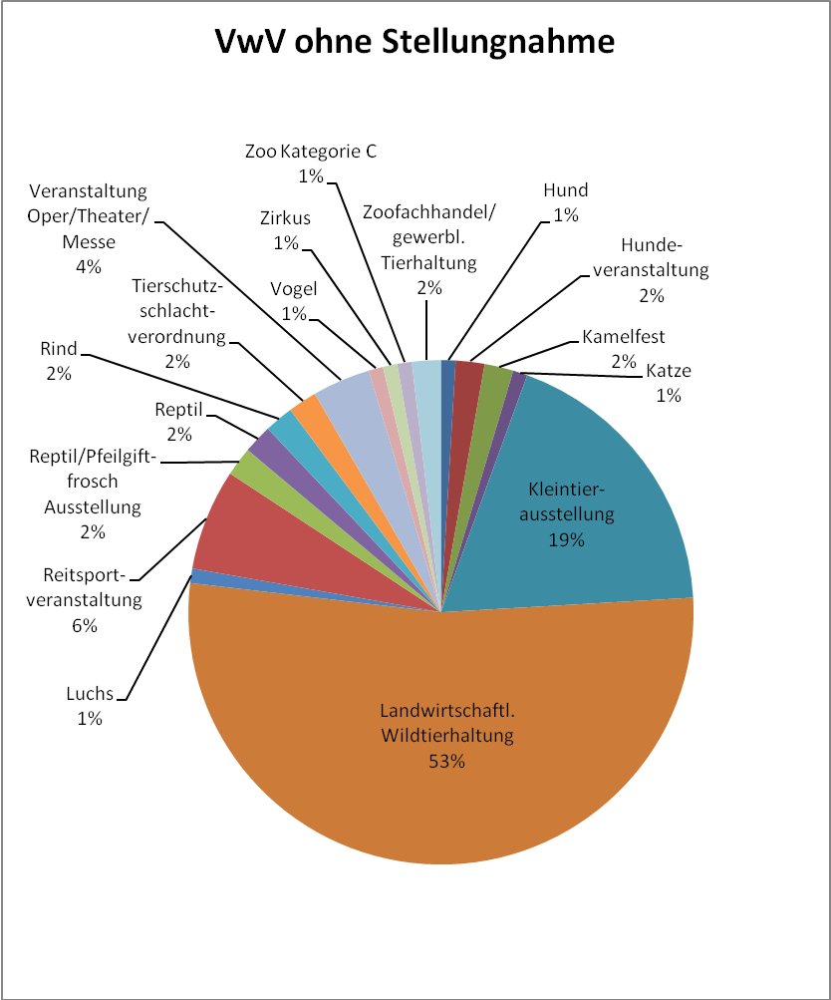 VwV ohne Stellungnahme
Zoo Kategorie C
1%
Veranstaltung
Oper/Theater/
Messe
4%
Zirkus
1%
Zoofachhandel/
gewerbl.
Tierhaltung
2%
Hund
1%
Hunde-
veranstaltung
2%
Tierschutz-
schlacht-
verordnung
2%
Vogel
1%
Kamelfest
2%
Katze
1%
Rind
2%
Reptil
2%
Reptil/Pfeilgift-
frosch
Ausstellung
2%
Kleintier-
ausstellung
19%
Reitsport-
veranstaltung
6%
Luchs
1%
Landwirtschaftl.
Wildtierhaltung
53%